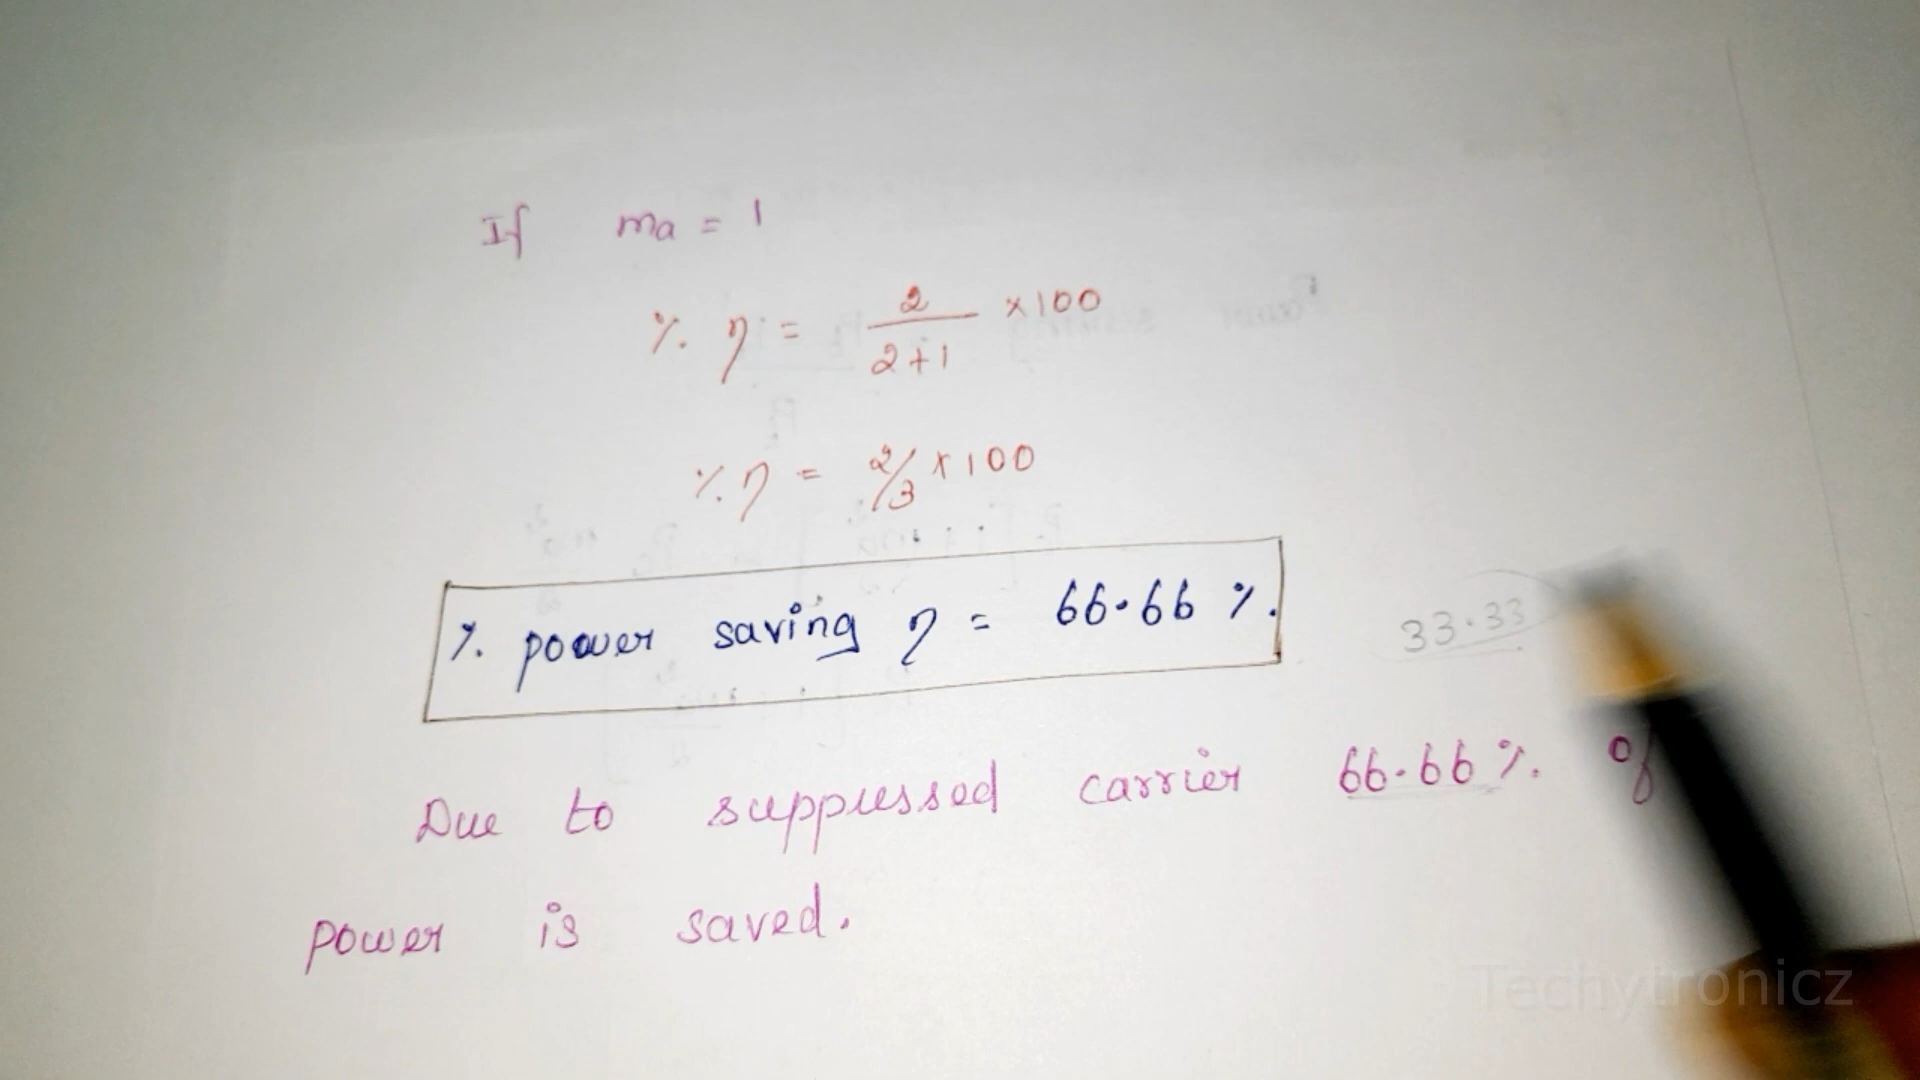 If ma = 1
% η = 2/2+1 ×100
% η = 2/3 ×100
% power saving η = 66.66 %.
33.33
Due to suppressed carrier 66.66 %. of
power is saved.
Techytronicz